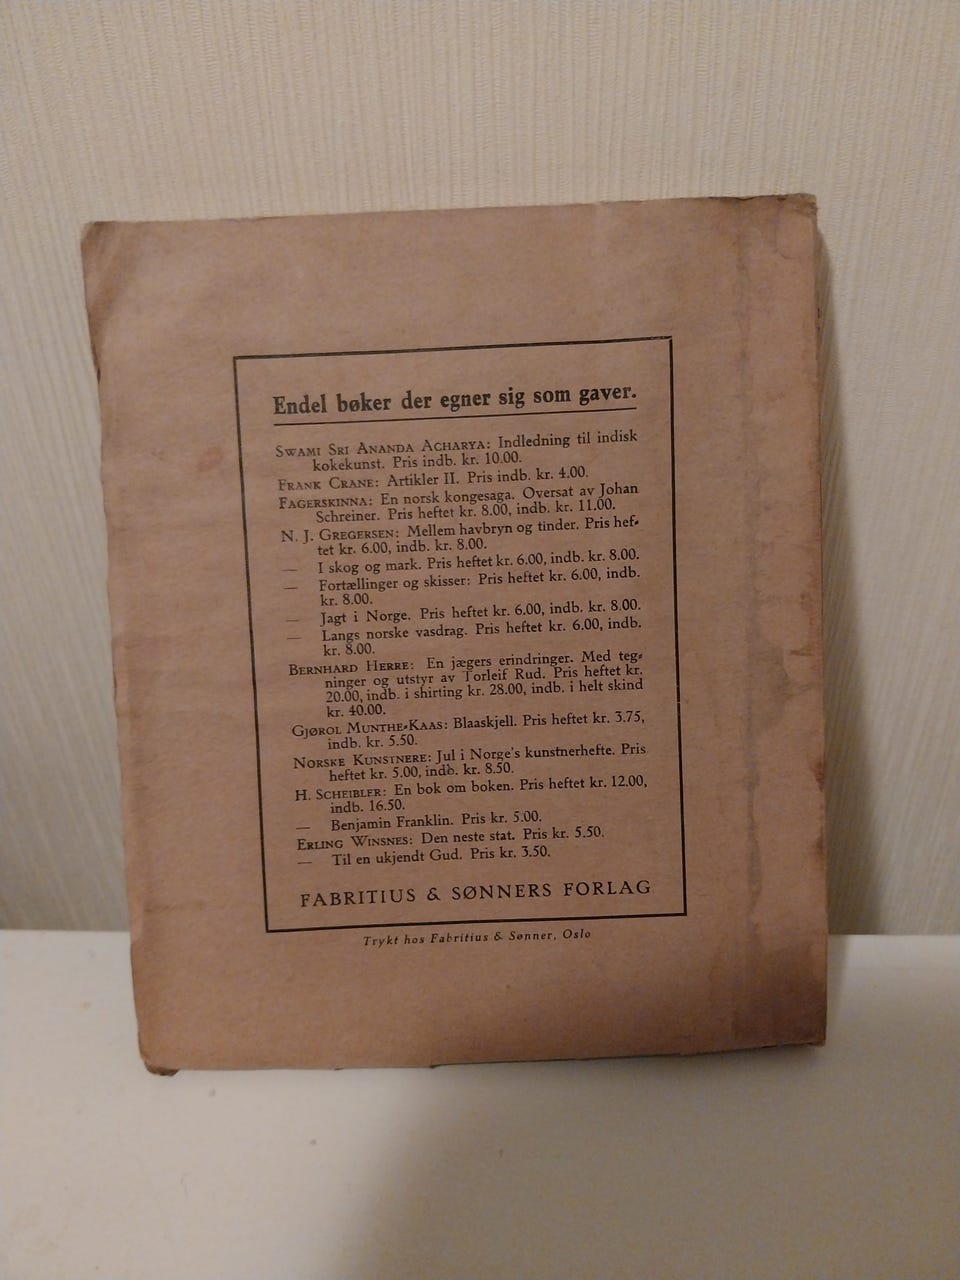 Endel bøker der egner sig som gaver.
SWAMI SRI ANANDA ACHARYA: Indledning til indisk
kokekunst. Pris indb. kr. 10.00.
FRANK CRANE: Artikler II. Pris indb. kr. 4.00.
FAGERSKINNA: En norsk kongesaga. Oversat av Johan
Schreiner. Pris heftet kr. 8.00, indb. kr. 11.00.
N. J. GREGERSEN: Mellem havbryn og tinder. Pris hef-
tet kr. 6.00, indb. kr. 8.00.
— I skog og mark. Pris heftet kr. 6.00, indb. kr. 8.00.
— Fortællinger og skisser: Pris heftet kr. 6.00, indb.
kr. 8.00.
— Jagt i Norge. Pris heftet kr. 6.00, indb. kr. 8.00.
— Langs norske vasdrag. Pris heftet kr. 6.00, indb.
kr. 8.00.
BERNHARD HERRE: En jægers erindringer. Med teg-
ninger og utstyr av Torleif Rud. Pris heftet kr.
20.00, indb. i shirting kr. 28.00, indb. i helt skind
kr. 40.00.
GJØROL MUNTHE-KAAS: Blaaskjell. Pris heftet kr. 3.75,
indb. kr. 5.50.
NORSKE KUNSTNERE: Jul i Norge's kunstnerhefte. Pris
heftet kr. 5.00, indb. kr. 8.50.
H. SCHEIBLER: En bok om boken. Pris heftet kr. 12.00,
indb. 16.50.
— Benjamin Franklin. Pris kr. 5.00.
ERLING WINSNES: Den neste stat. Pris kr. 5.50.
— Til en ukjendt Gud. Pris kr. 3.50.
FABRITIUS & SØNNERS FORLAG
Trykt hos Fabritius & Sønner, Oslo